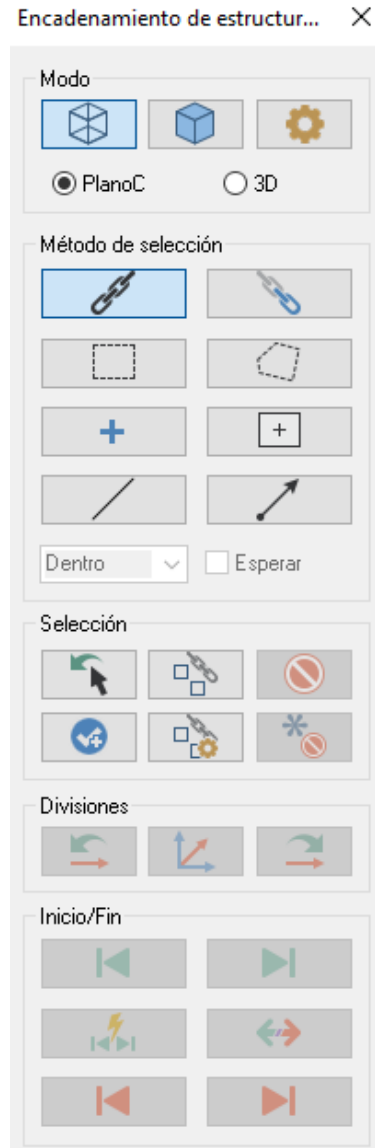 Encadenamiento de estructur...
Modo
PlanoC 3D
Método de selección
Dentro Esperar
Selección
Divisiones
Inicio/Fin